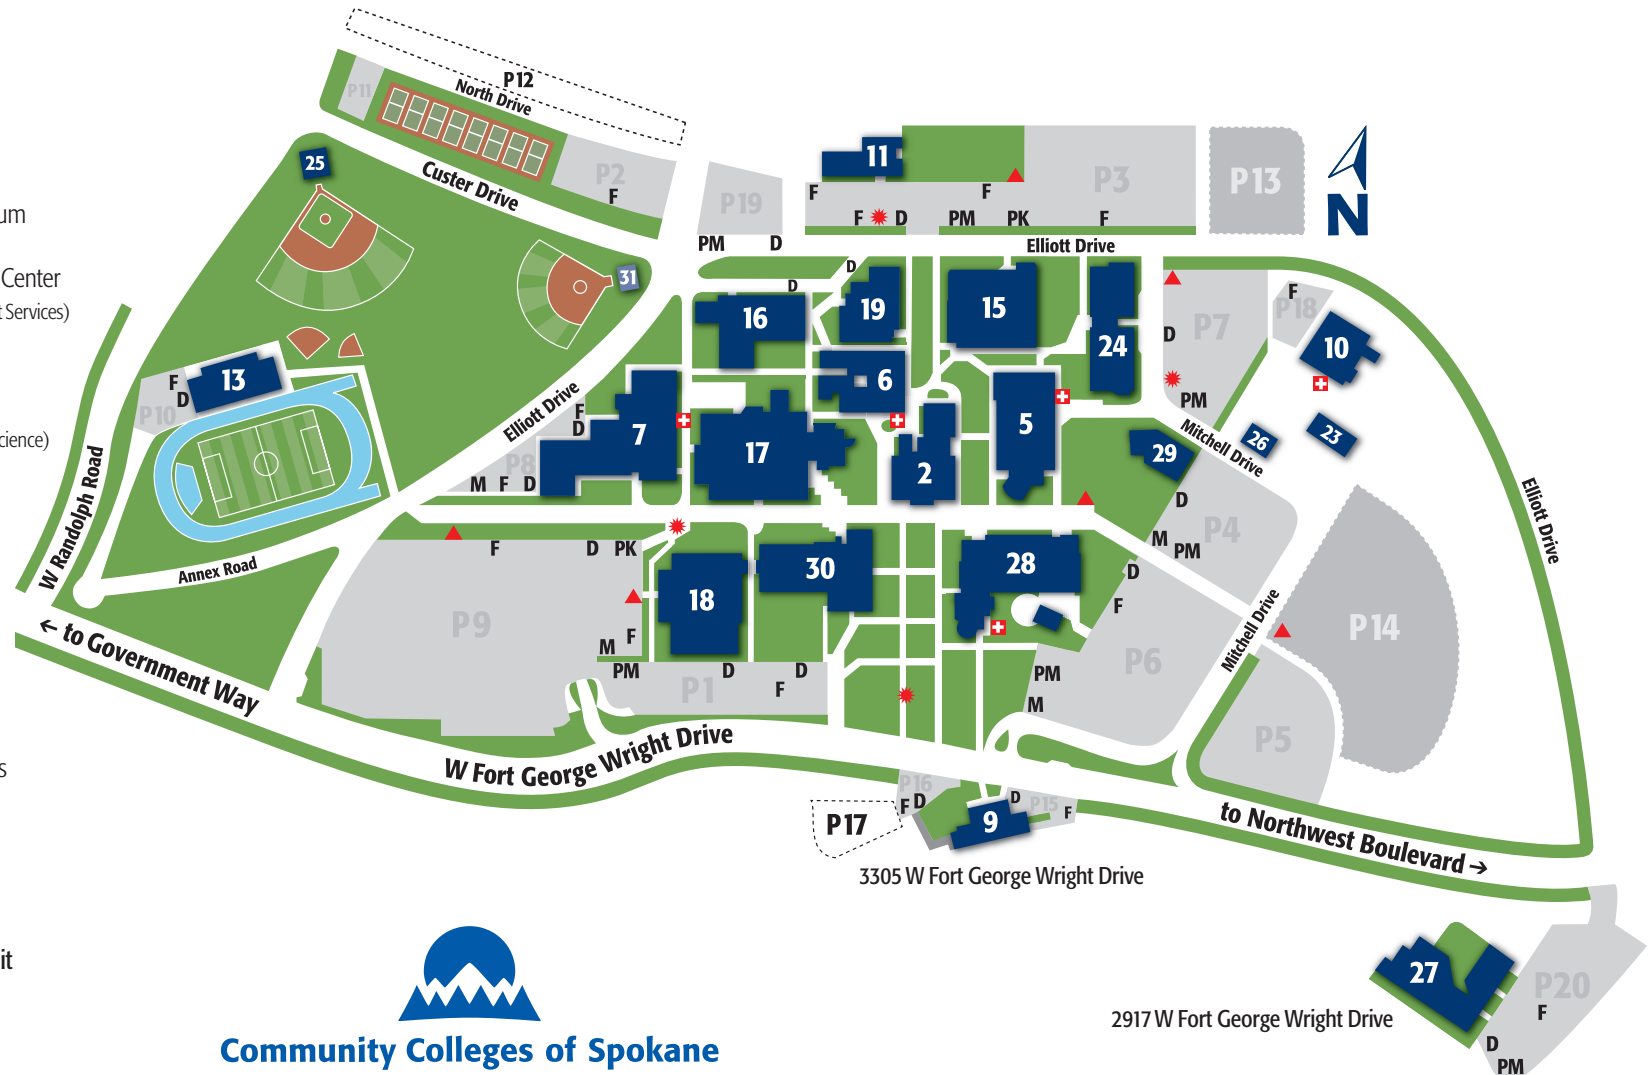 P12
North Drive
P11
25
Custer Drive
P2
F
11
F
F
P3
P13
P19
F
D
PM
PK
F
N
PM
D
Elliott Drive
um
Center
t Services)
31
D
D
16
19
15
24
P7
D
F
P18
10
F
D
13
P10
6
PM
Elliott Drive
F
D
7
17
5
Mitchell Drive
26
23
cience)
W Randolph Road
P8
M
F
D
2
29
D
P4
M
PM
Elliott Drive
F
D
PK
Annex Road
18
30
28
D
F
P9
F
M
PM
D
D
F
P1
Mitchell Drive
P14
P6
PM
M
P5
← to Government Way
W Fort George Wright Drive
s
P16
F
D
P17
9
D
P15
F
to Northwest Boulevard →
3305 W Fort George Wright Drive
it
27
P20
F
2917 W Fort George Wright Drive
D
PM
Community Colleges of Spokane